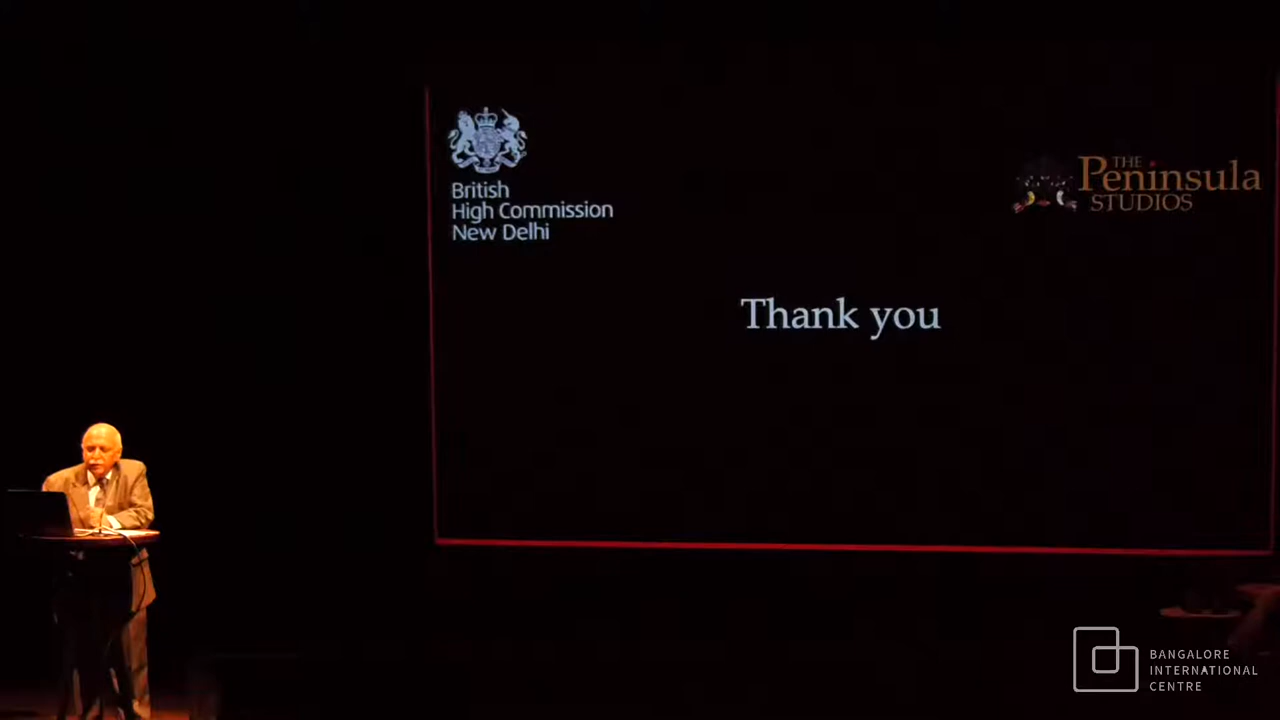 British
High Commission
New Delhi
THE
Peninsula
STUDIOS
Thank you
BANGALORE
INTERNATIONAL
CENTRE